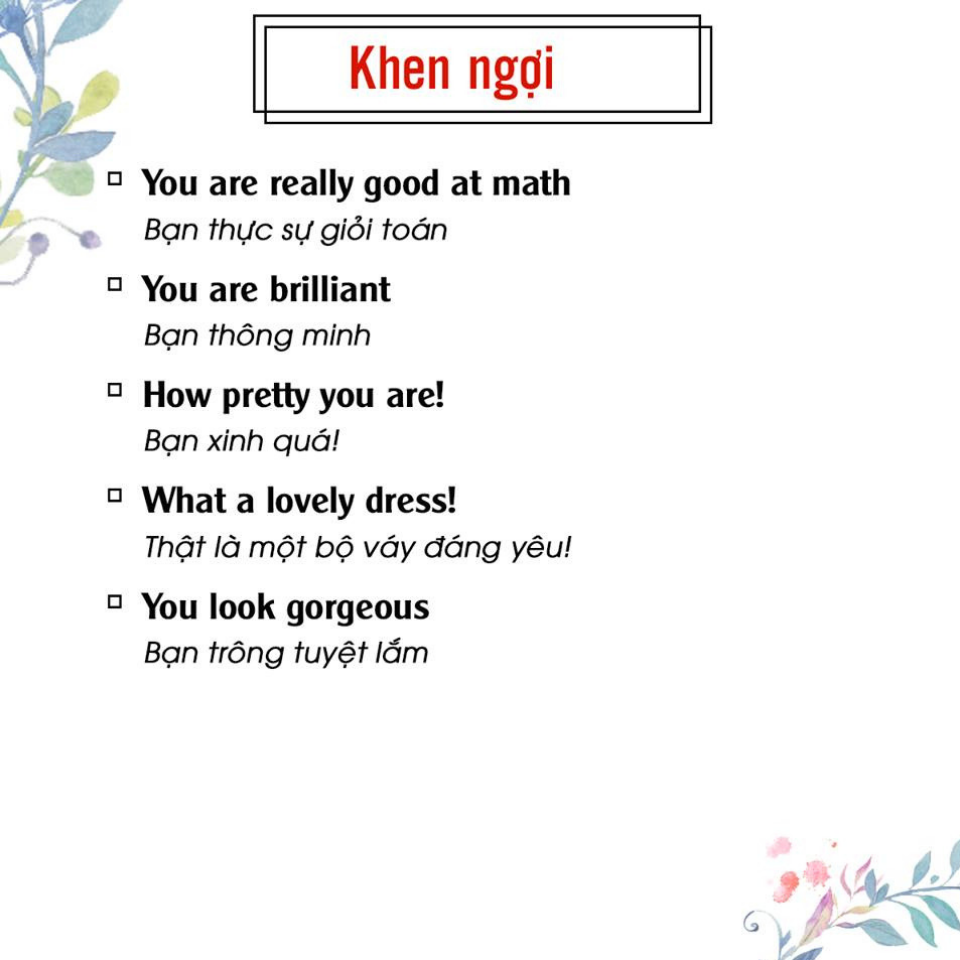 Khen ngợi
You are really good at math
Bạn thực sự giỏi toán
You are brilliant
Bạn thông minh
How pretty you are!
Bạn xinh quá!
What a lovely dress!
Thật là một bộ váy đáng yêu!
You look gorgeous
Bạn trông tuyệt lắm